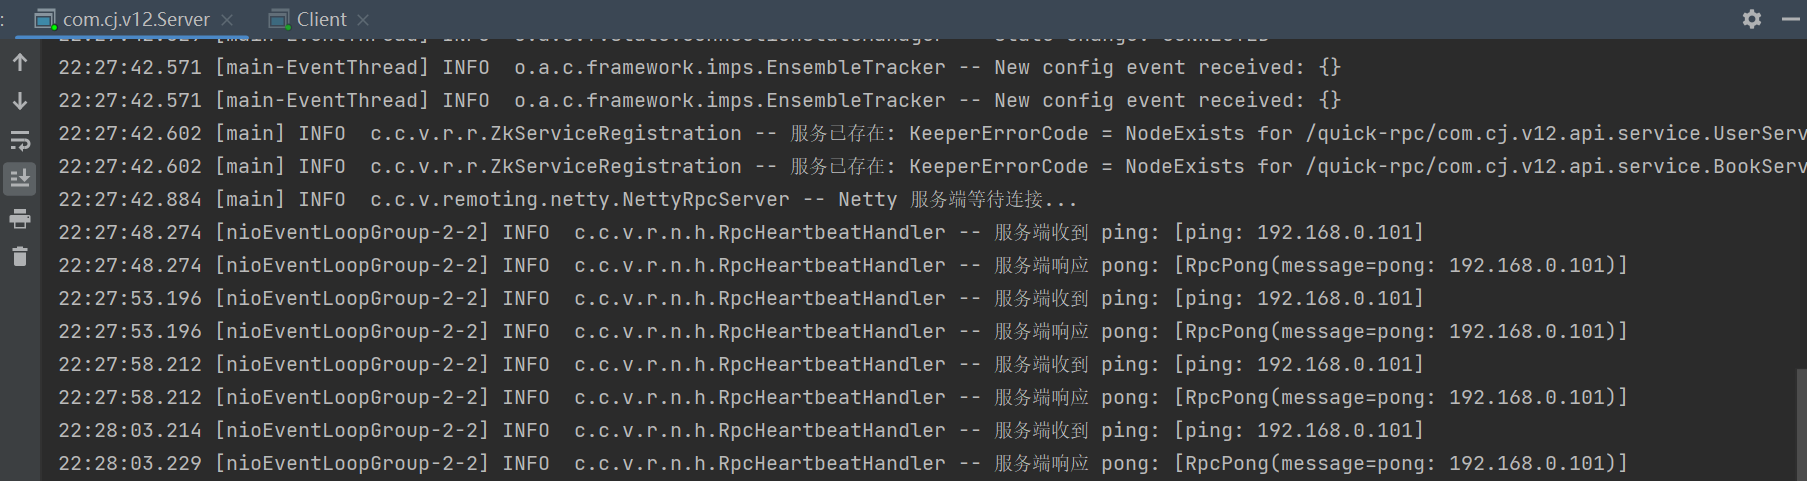 : com.cj.v12.Server × Client ×
22:27:42.571 [main-EventThread] INFO  o.a.c.framework.imps.EnsembleTracker -- New config event received: {}
22:27:42.571 [main-EventThread] INFO  o.a.c.framework.imps.EnsembleTracker -- New config event received: {}
22:27:42.602 [main] INFO  c.c.v.r.r.ZkServiceRegistration -- 服务已存在: KeeperErrorCode = NodeExists for /quick-rpc/com.cj.v12.api.service.UserServ
22:27:42.602 [main] INFO  c.c.v.r.r.ZkServiceRegistration -- 服务已存在: KeeperErrorCode = NodeExists for /quick-rpc/com.cj.v12.api.service.BookServ
22:27:42.884 [main] INFO  c.c.v.remoting.netty.NettyRpcServer -- Netty 服务端等待连接...
22:27:48.274 [nioEventLoopGroup-2-2] INFO  c.c.v.r.n.h.RpcHeartbeatHandler -- 服务端收到 ping: [ping: 192.168.0.101]
22:27:48.274 [nioEventLoopGroup-2-2] INFO  c.c.v.r.n.h.RpcHeartbeatHandler -- 服务端响应 pong: [RpcPong(message=pong: 192.168.0.101)]
22:27:53.196 [nioEventLoopGroup-2-2] INFO  c.c.v.r.n.h.RpcHeartbeatHandler -- 服务端收到 ping: [ping: 192.168.0.101]
22:27:53.196 [nioEventLoopGroup-2-2] INFO  c.c.v.r.n.h.RpcHeartbeatHandler -- 服务端响应 pong: [RpcPong(message=pong: 192.168.0.101)]
22:27:58.212 [nioEventLoopGroup-2-2] INFO  c.c.v.r.n.h.RpcHeartbeatHandler -- 服务端收到 ping: [ping: 192.168.0.101]
22:27:58.212 [nioEventLoopGroup-2-2] INFO  c.c.v.r.n.h.RpcHeartbeatHandler -- 服务端响应 pong: [RpcPong(message=pong: 192.168.0.101)]
22:28:03.214 [nioEventLoopGroup-2-2] INFO  c.c.v.r.n.h.RpcHeartbeatHandler -- 服务端收到 ping: [ping: 192.168.0.101]
22:28:03.229 [nioEventLoopGroup-2-2] INFO  c.c.v.r.n.h.RpcHeartbeatHandler -- 服务端响应 pong: [RpcPong(message=pong: 192.168.0.101)]